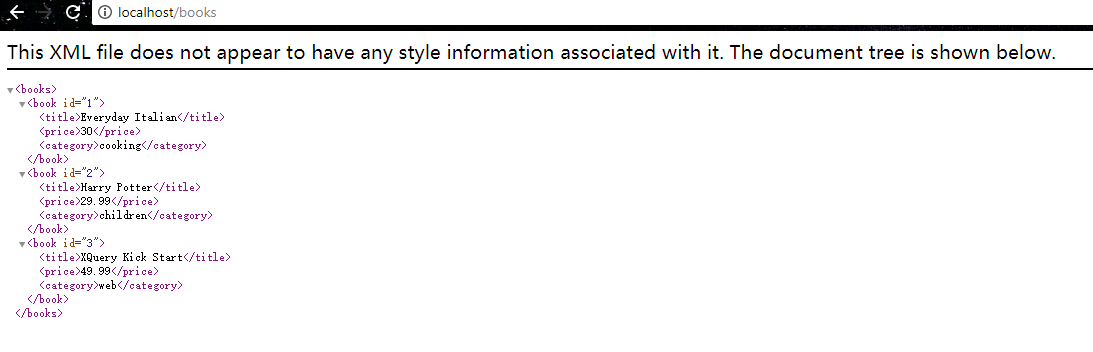 localhost/books
This XML file does not appear to have any style information associated with it. The document tree is shown below.
▼<books>
▼<book id="1">
<title>Everyday Italian</title>
<price>30</price>
<category>cooking</category>
</book>
▼<book id="2">
<title>Harry Potter</title>
<price>29.99</price>
<category>children</category>
</book>
▼<book id="3">
<title>XQuery Kick Start</title>
<price>49.99</price>
<category>web</category>
</book>
</books>